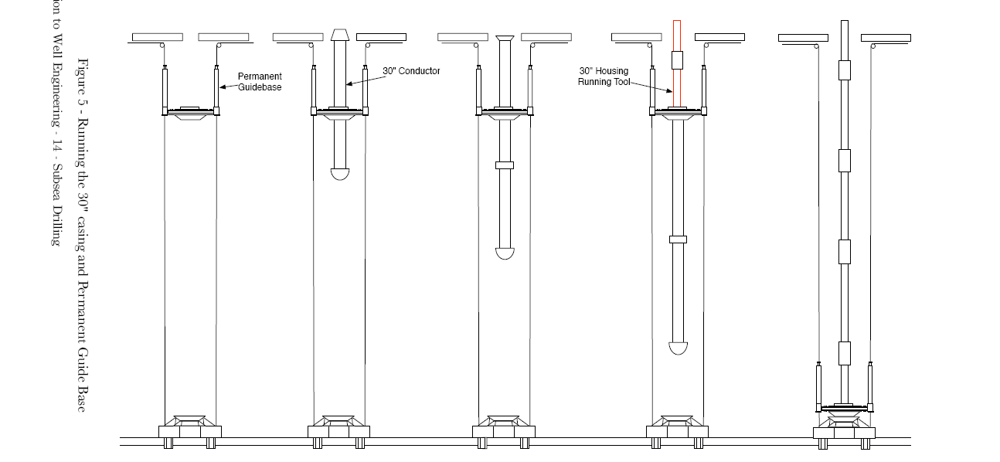 Permanent
Guidebase
30" Conductor
30" Housing
Running Tool
Figure 5 - Running the 30" casing and Permanent Guide Base
ion to Well Engineering - 14 - Subsea Drilling